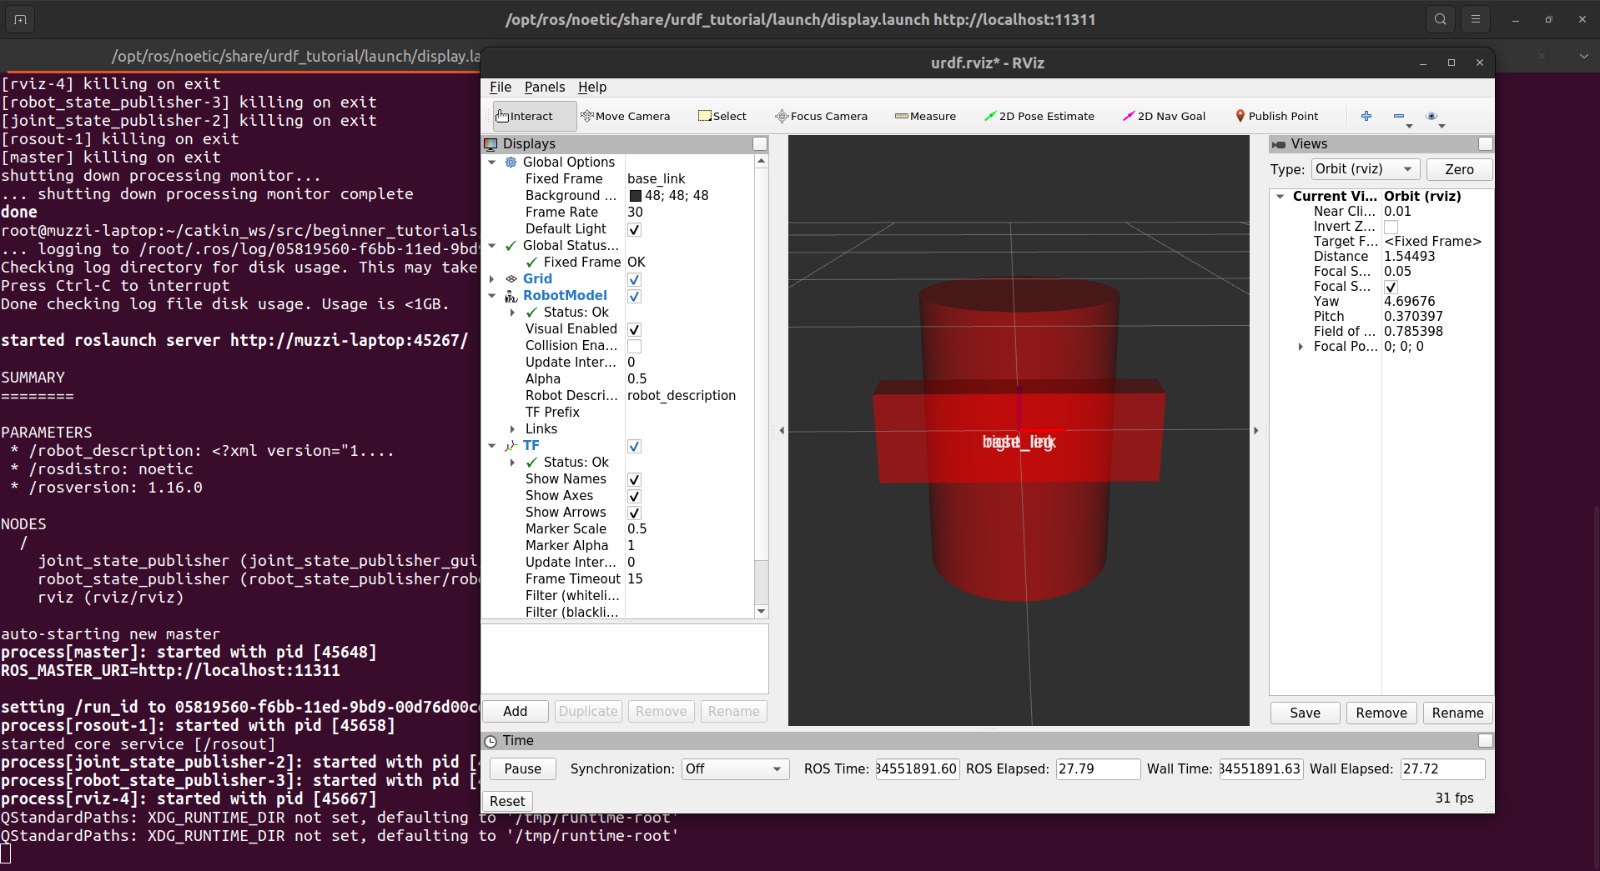 /opt/ros/noetic/share/urdf_tutorial/launch/display.launch http://localhost:11311
/opt/ros/noetic/share/urdf_tutorial/launch/display.la
[rviz-4] killing on exit
[robot_state_publisher-3] killing on exit
[joint_state_publisher-2] killing on exit
[rosout-1] killing on exit
[master] killing on exit
shutting down processing monitor...
... shutting down processing monitor complete
done
root@muzzi-laptop:~/catkin_ws/src/beginner_tutorials
... logging to /root/.ros/log/05819560-f6bb-11ed-9bd9
Checking log directory for disk usage. This may take
Press Ctrl-C to interrupt
Done checking log file disk usage. Usage is <1GB.
started roslaunch server http://muzzi-laptop:45267/
SUMMARY
========
PARAMETERS
* /robot_description: <?xml version="1....
* /rosdistro: noetic
* /rosversion: 1.16.0
NODES
/
joint_state_publisher (joint_state_publisher_gui
robot_state_publisher (robot_state_publisher/rob
rviz (rviz/rviz)
auto-starting new master
process[master]: started with pid [45648]
ROS_MASTER_URI=http://localhost:11311
setting /run_id to 05819560-f6bb-11ed-9bd9-00d76d00c
process[rosout-1]: started with pid [45658]
started core service [/rosout]
process[joint_state_publisher-2]: started with pid [
process[robot_state_publisher-3]: started with pid [
process[rviz-4]: started with pid [45667]
QStandardPaths: XDG_RUNTIME_DIR not set, defaulting to '/tmp/runtime-root'
QStandardPaths: XDG_RUNTIME_DIR not set, defaulting to '/tmp/runtime-root'
urdf.rviz* - RViz
File Panels Help
Interact Move Camera Select Focus Camera Measure 2D Pose Estimate 2D Nav Goal Publish Point
Displays
Global Options
Fixed Frame base_link
Background ... 48; 48; 48
Frame Rate 30
Default Light
Global Status...
Fixed Frame OK
Grid
RobotModel
Status: Ok
Visual Enabled
Collision Ena...
Update Inter... 0
Alpha 0.5
Robot Descri... robot_description
TF Prefix
Links
TF
Status: Ok
Show Names
Show Axes
Show Arrows
Marker Scale 0.5
Marker Alpha 1
Update Inter... 0
Frame Timeout 15
Filter (whiteli...
Filter (blackli...
Add Duplicate Remove Rename
Views
Type: Orbit (rviz) Zero
Current Vi... Orbit (rviz)
Near Cli... 0.01
Invert Z...
Target F... <Fixed Frame>
Distance 1.54493
Focal S... 0.05
Focal S...
Yaw 4.69676
Pitch 0.370397
Field of ... 0.785398
Focal Po... 0; 0; 0
Save Remove Rename
Time
Pause Synchronization: Off ROS Time: 34551891.60 ROS Elapsed: 27.79 Wall Time: 34551891.63 Wall Elapsed: 27.72
Reset
31 fps